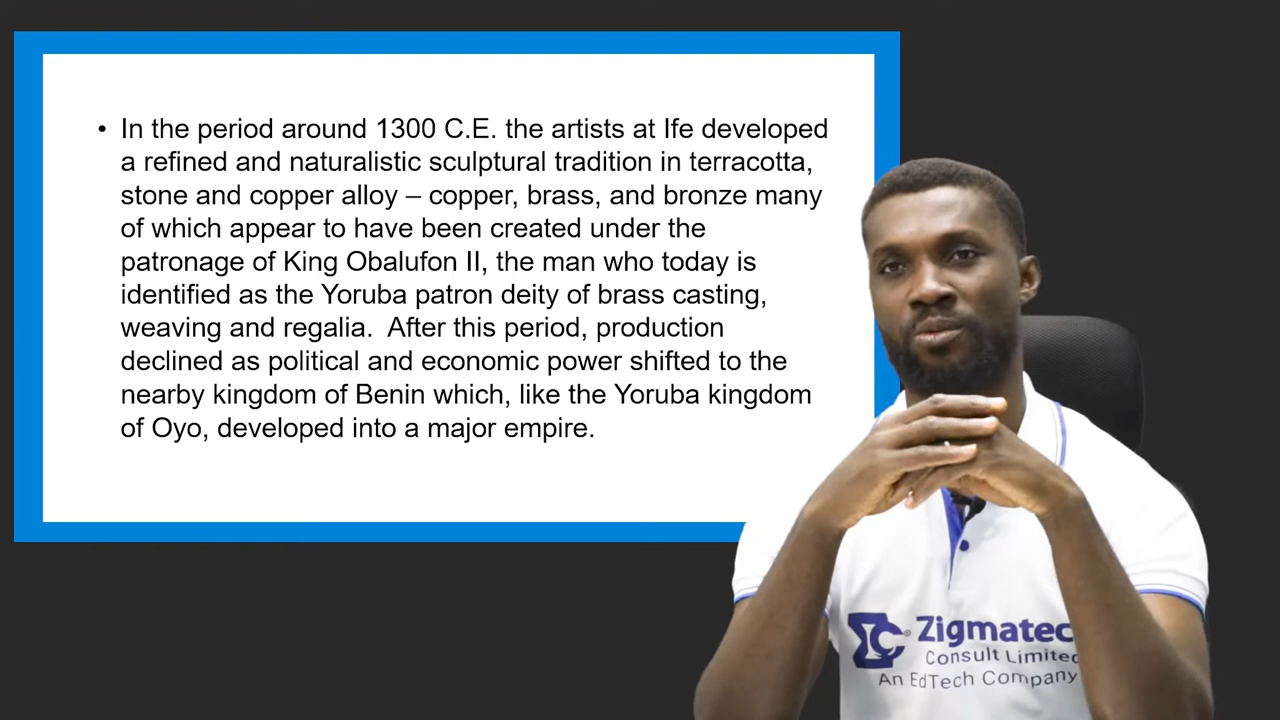 • In the period around 1300 C.E. the artists at Ife developed
a refined and naturalistic sculptural tradition in terracotta,
stone and copper alloy – copper, brass, and bronze many
of which appear to have been created under the
patronage of King Obalufon II, the man who today is
identified as the Yoruba patron deity of brass casting,
weaving and regalia.  After this period, production
declined as political and economic power shifted to the
nearby kingdom of Benin which, like the Yoruba kingdom
of Oyo, developed into a major empire.
Zigmatec
Consult Limited
An EdTech Company